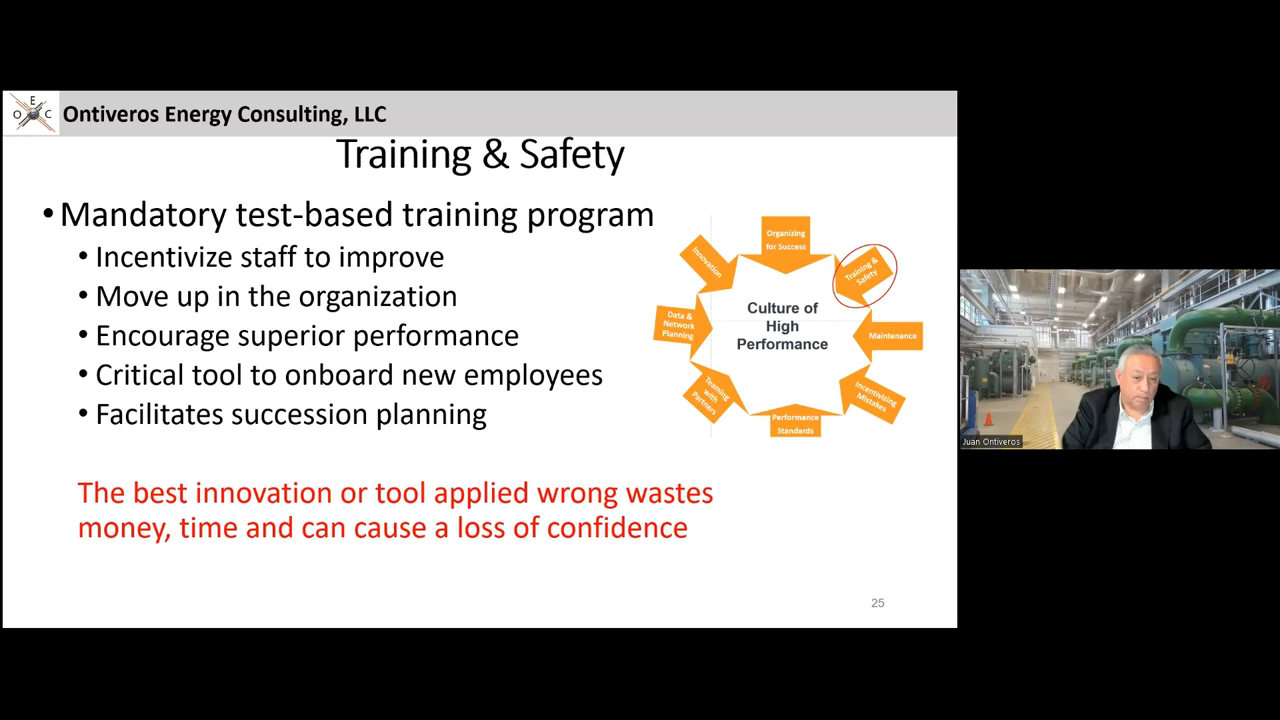 E
O C
Ontiveros Energy Consulting, LLC
Training & Safety
• Mandatory test-based training program
• Incentivize staff to improve
• Move up in the organization
• Encourage superior performance
• Critical tool to onboard new employees
• Facilitates succession planning
The best innovation or tool applied wrong wastes
money, time and can cause a loss of confidence
Organizing
for Success
Training &
Safety
Maintenance
Incentivizing
Mistakes
Performance
Standards
Teaming
with
Partners
Data &
Network
Planning
Innovation
Culture of
High
Performance
25
Juan Ontiveros